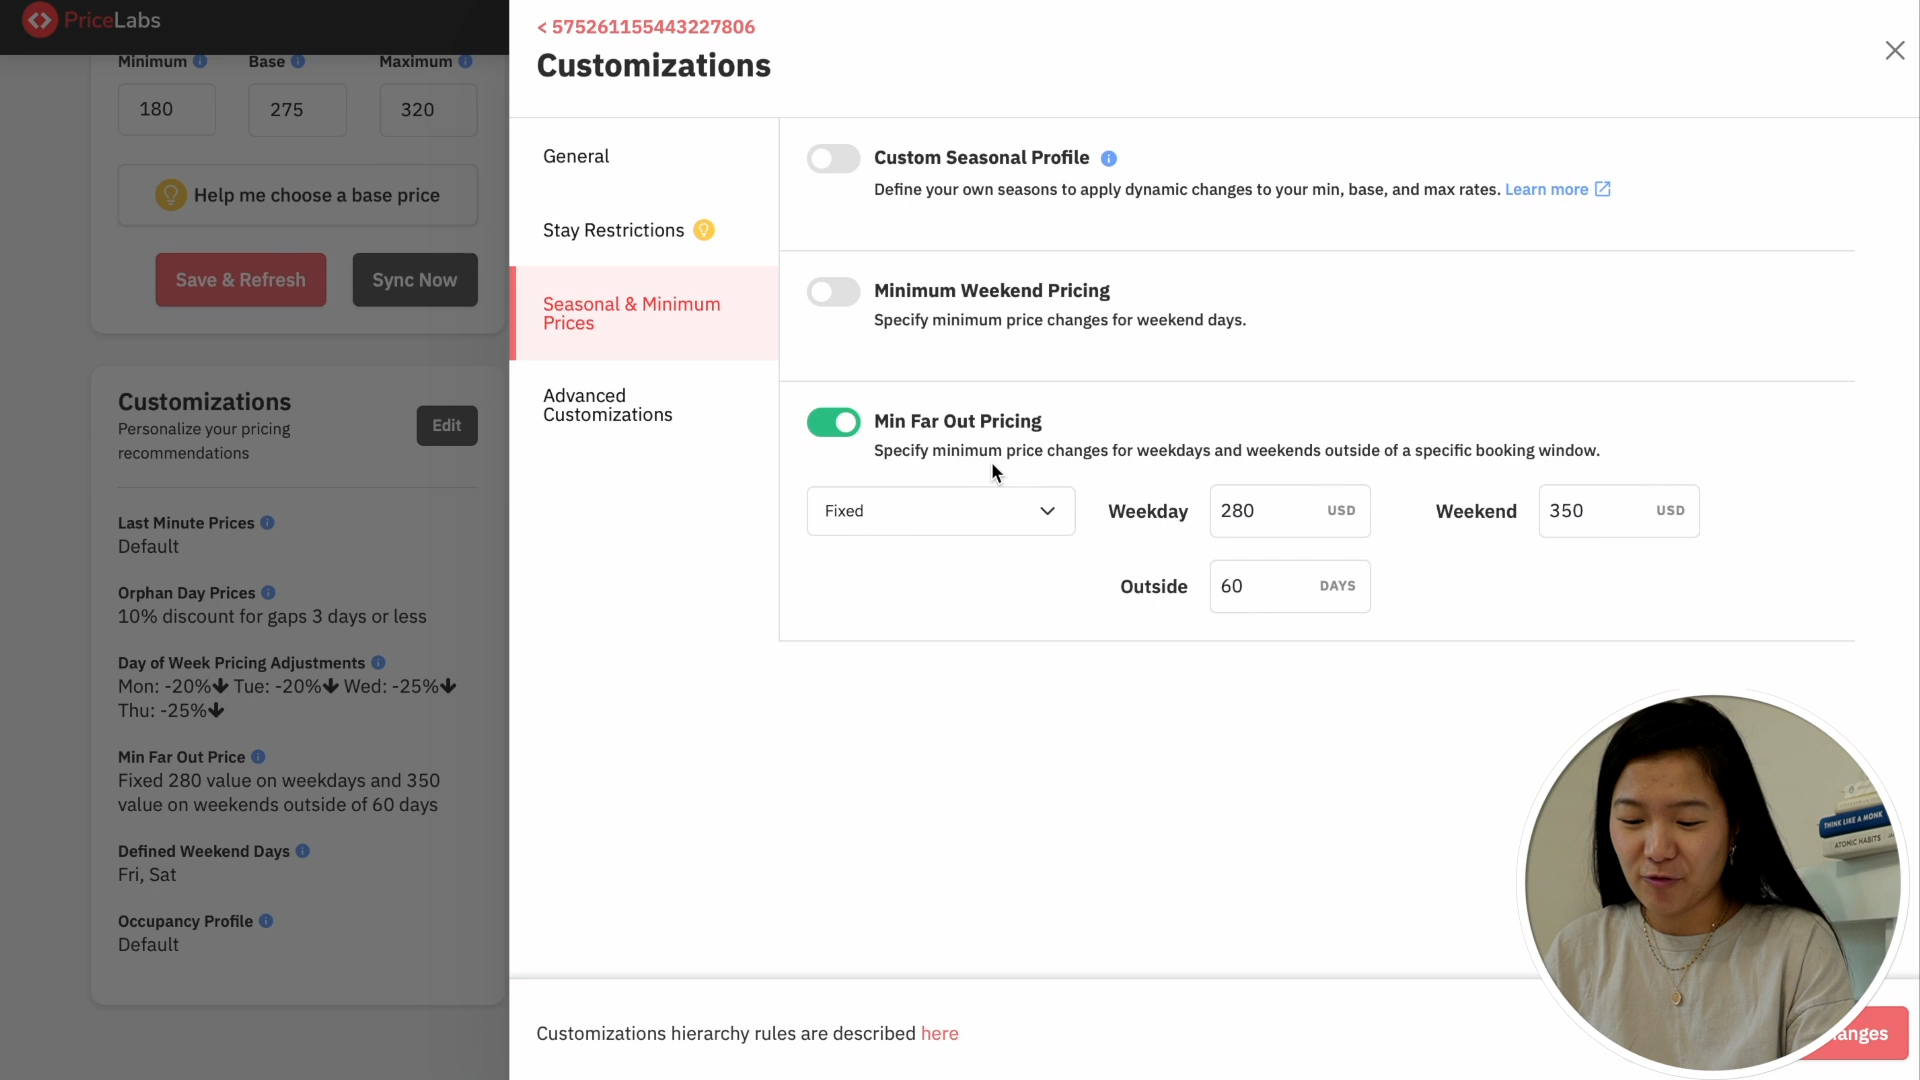 PriceLabs
Minimum
Base
Maximum
180
275
320
Help me choose a base price
Save & Refresh
Sync Now
Customizations
Personalize your pricing
recommendations
Edit
Last Minute Prices
Default
Orphan Day Prices
10% discount for gaps 3 days or less
Day of Week Pricing Adjustments
Mon: -20% Tue: -20% Wed: -25%
Thu: -25%
Min Far Out Price
Fixed 280 value on weekdays and 350
value on weekends outside of 60 days
Defined Weekend Days
Fri, Sat
Occupancy Profile
Default
< 575261155443227806
Customizations
General
Stay Restrictions
Seasonal & Minimum
Prices
Advanced
Customizations
Custom Seasonal Profile
Define your own seasons to apply dynamic changes to your min, base, and max rates. Learn more
Minimum Weekend Pricing
Specify minimum price changes for weekend days.
Min Far Out Pricing
Specify minimum price changes for weekdays and weekends outside of a specific booking window.
Fixed
Weekday
280 USD
Weekend
350 USD
Outside
60 DAYS
THINK LIKE A MONK
ATOMIC HABITS
Customizations hierarchy rules are described here